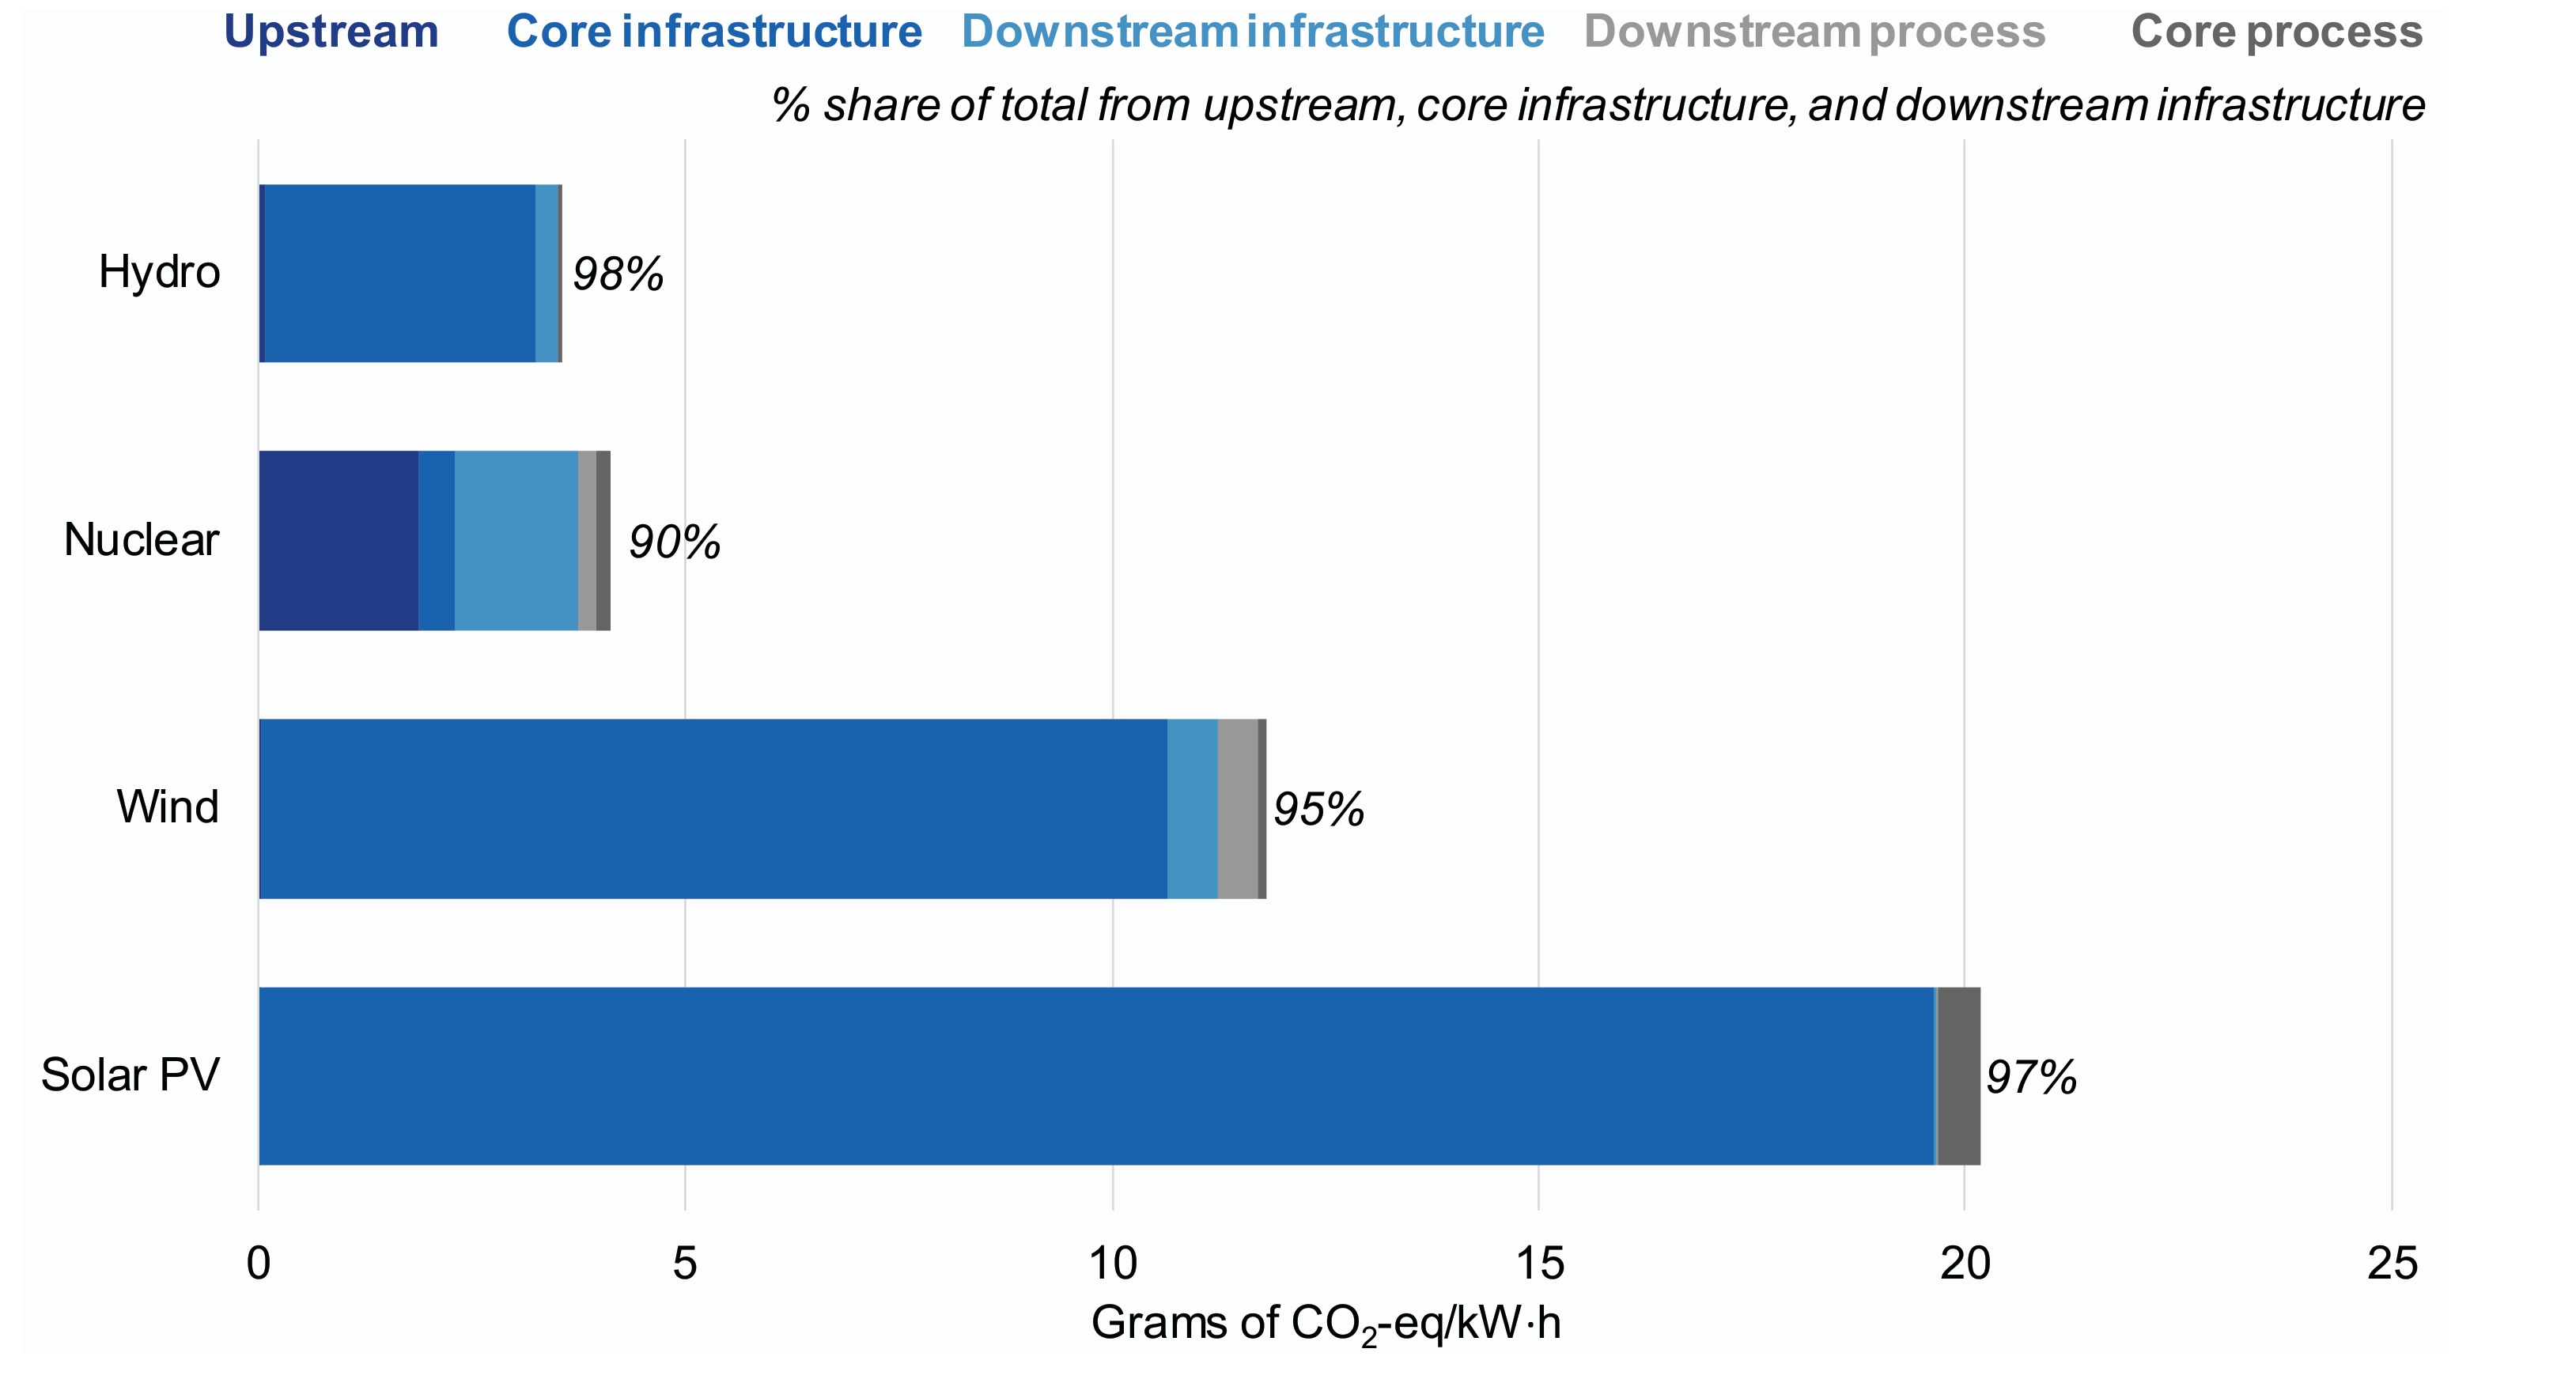 Upstream Core infrastructure Downstream infrastructure Downstream process Core process
% share of total from upstream, core infrastructure, and downstream infrastructure
Hydro 98%
Nuclear 90%
Wind 95%
Solar PV 97%
0 5 10 15 20 25
Grams of CO₂-eq/kW·h